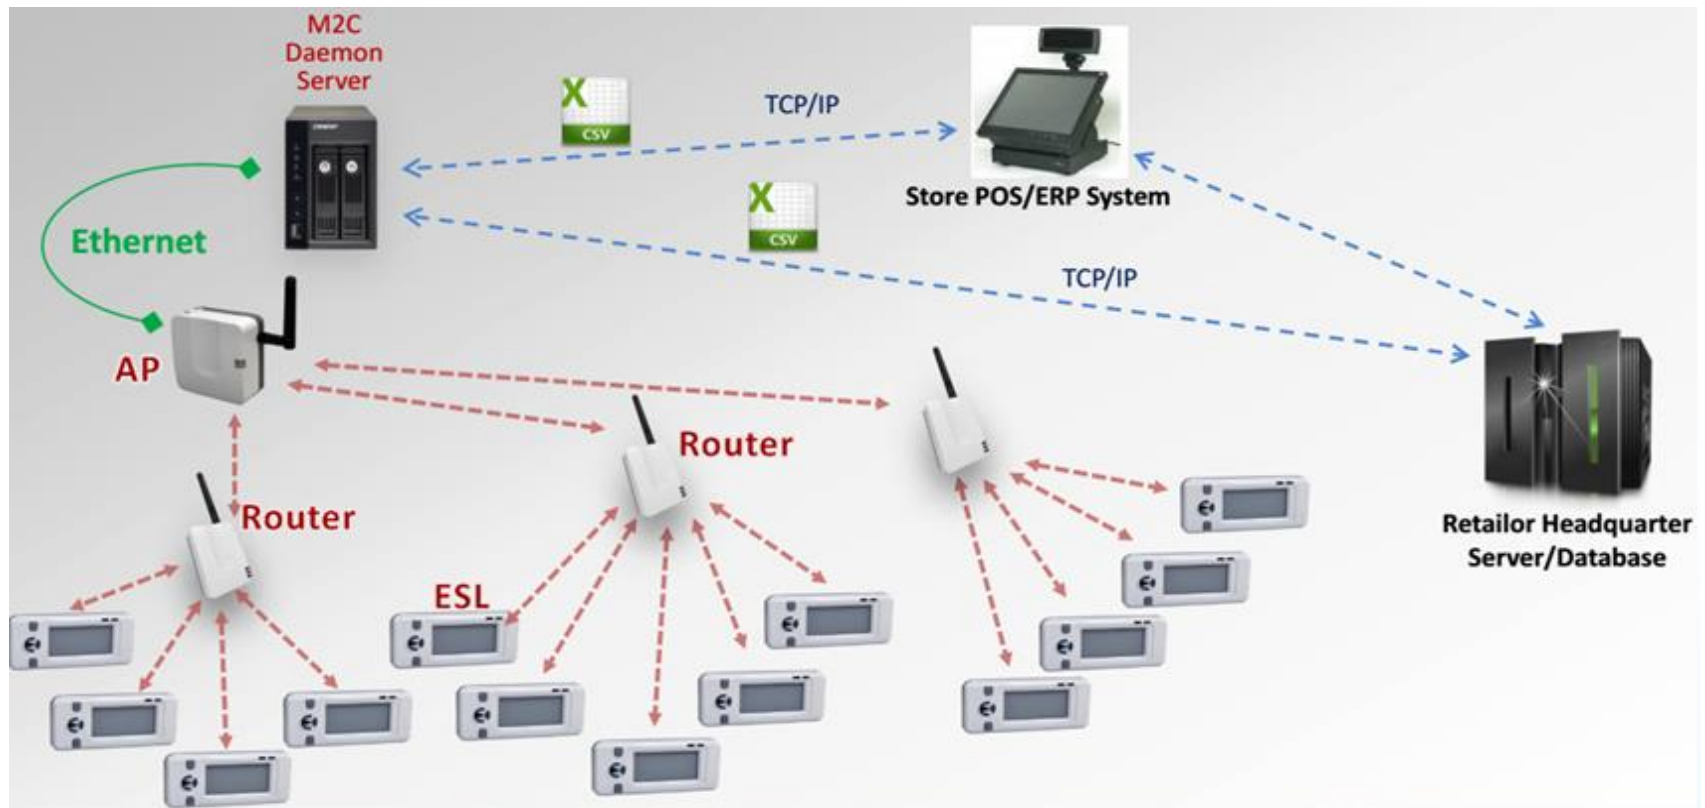 M2C
Daemon
Server
X
CSV
TCP/IP
Store POS/ERP System
X
CSV
Ethernet
TCP/IP
AP
Router
Router
Retailor Headquarter
Server/Database
ESL